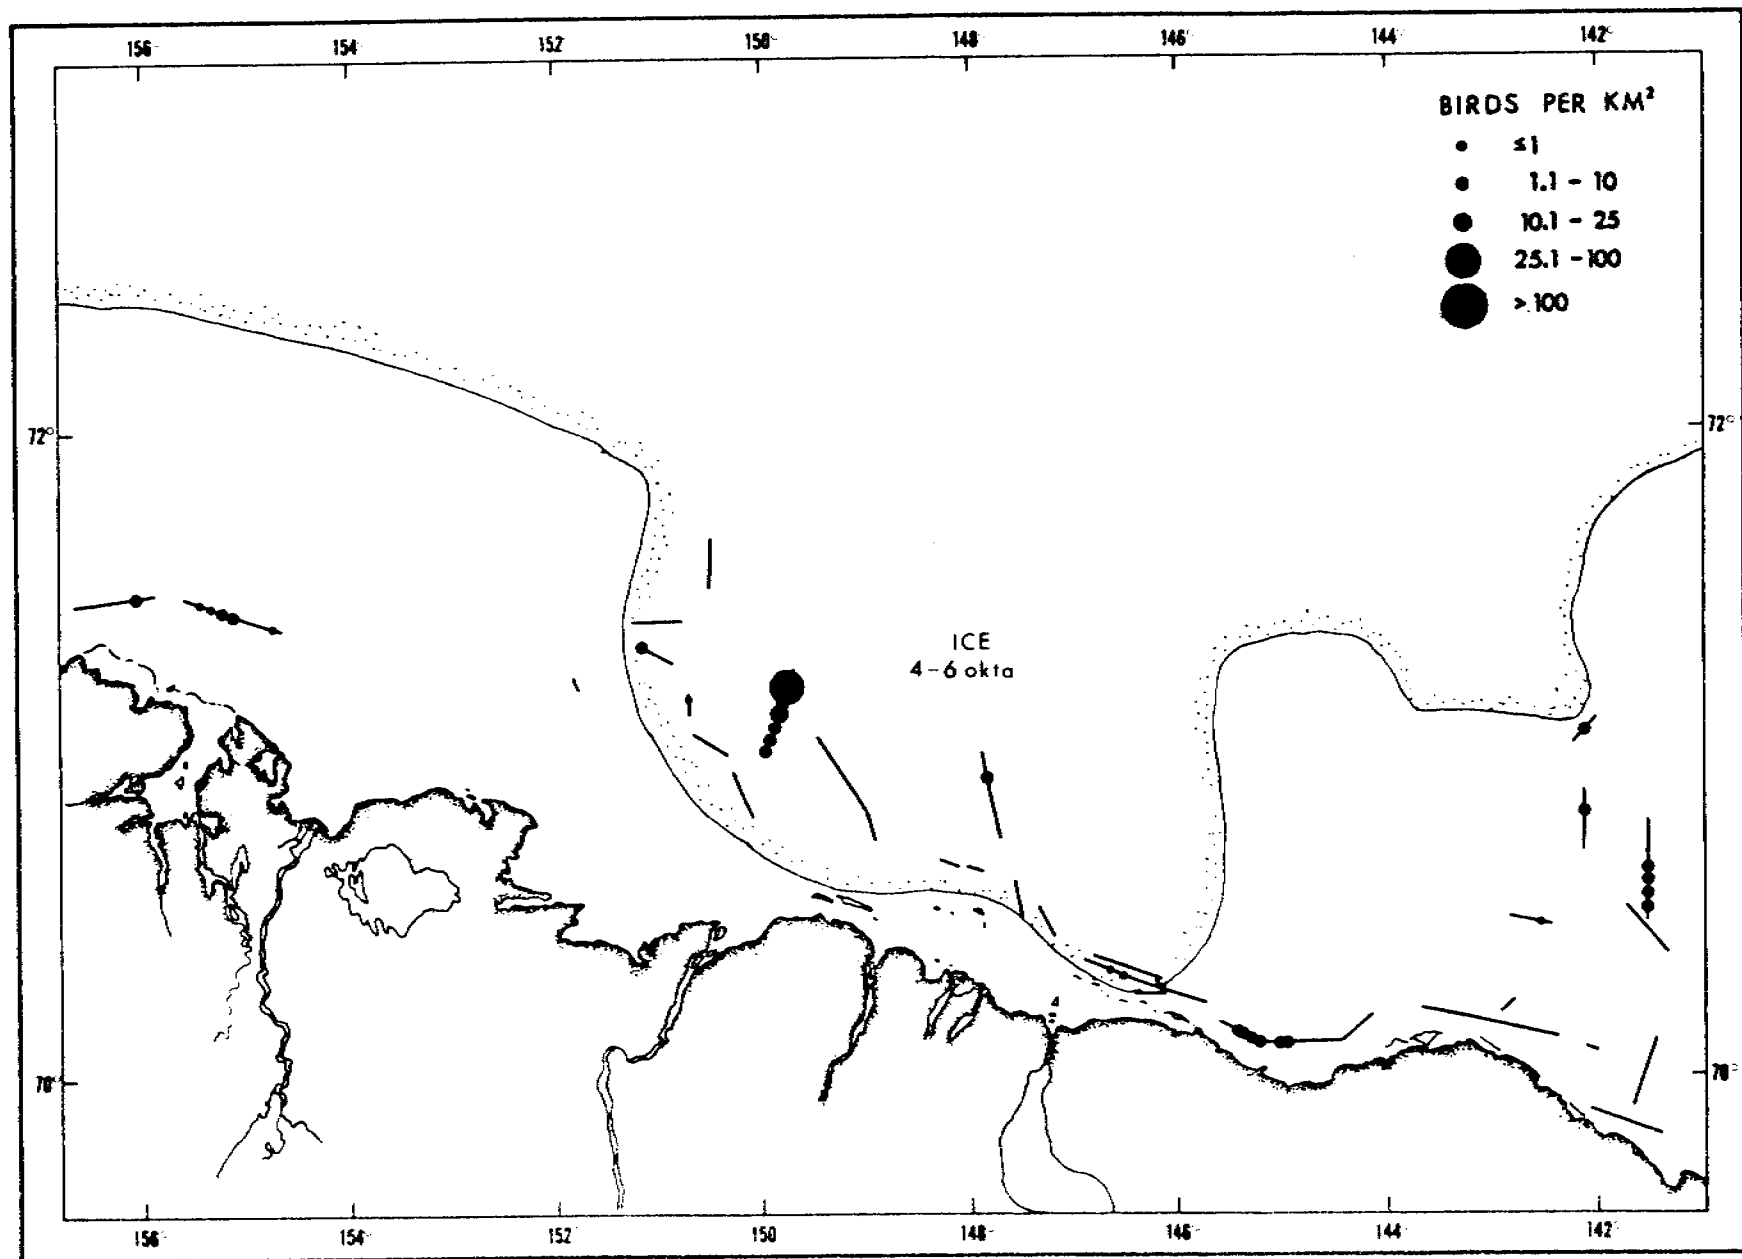 156° 154° 152° 150° 148° 146° 144° 142°
BIRDS PER KM²
≤1
1.1 – 10
10.1 – 25
25.1 –100
>.100
72° 72°
ICE
4–6 okta
70° 70°
156° 154° 152° 150 148° 146° 144° 142°